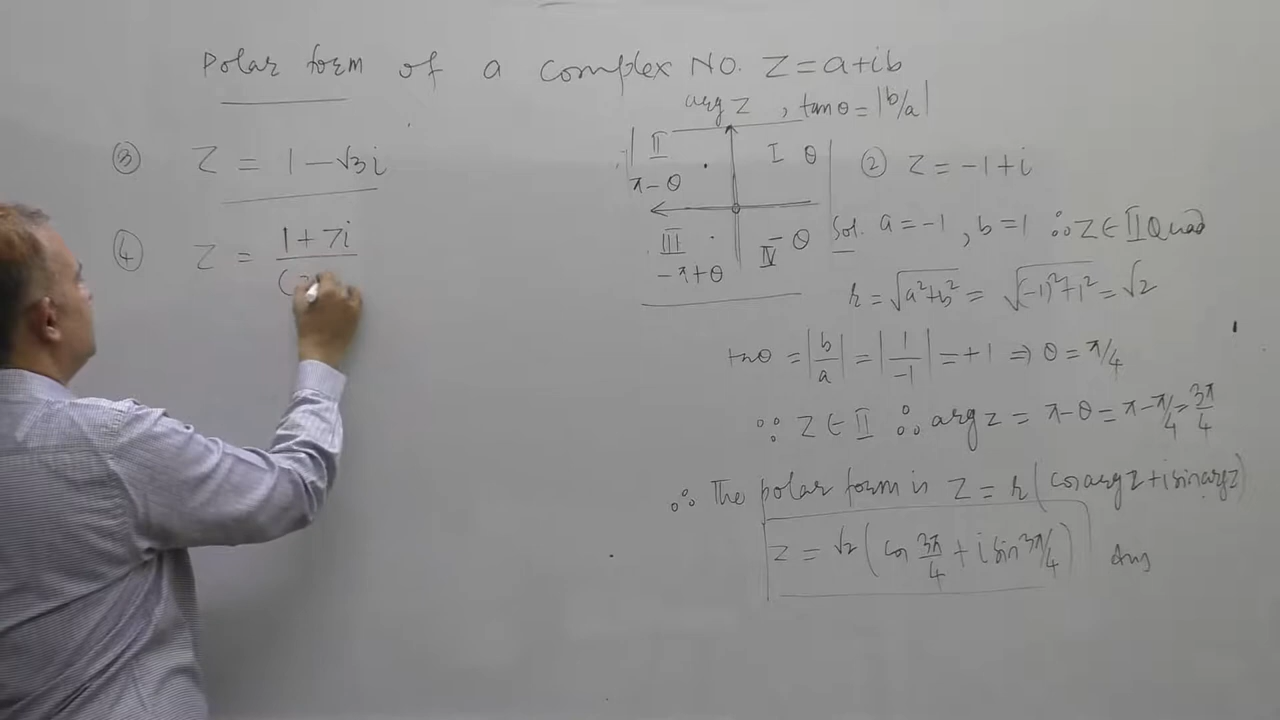 Polar form of a complex NO. Z = a+ib
③ Z = 1 - √3i
④ Z = 1 + 7i / (2
arg Z , tanθ = |b/a|
II
I θ
π-θ
III
-π+θ
IV -θ
② Z = -1+i
Sol. a = -1 , b = 1 ∴ Z ∈ II Quad
r = √a²+b² = √(-1)²+1² = √2
tanθ = |b/a| = |1/-1| = +1 ⇒ θ = π/4
∵ Z ∈ II ∴ arg z = π-θ = π-π/4 = 3π/4
∴ The polar form is Z = r (cos arg Z + i sin arg Z)
Z = √2 (cos 3π/4 + i sin 3π/4) Ans